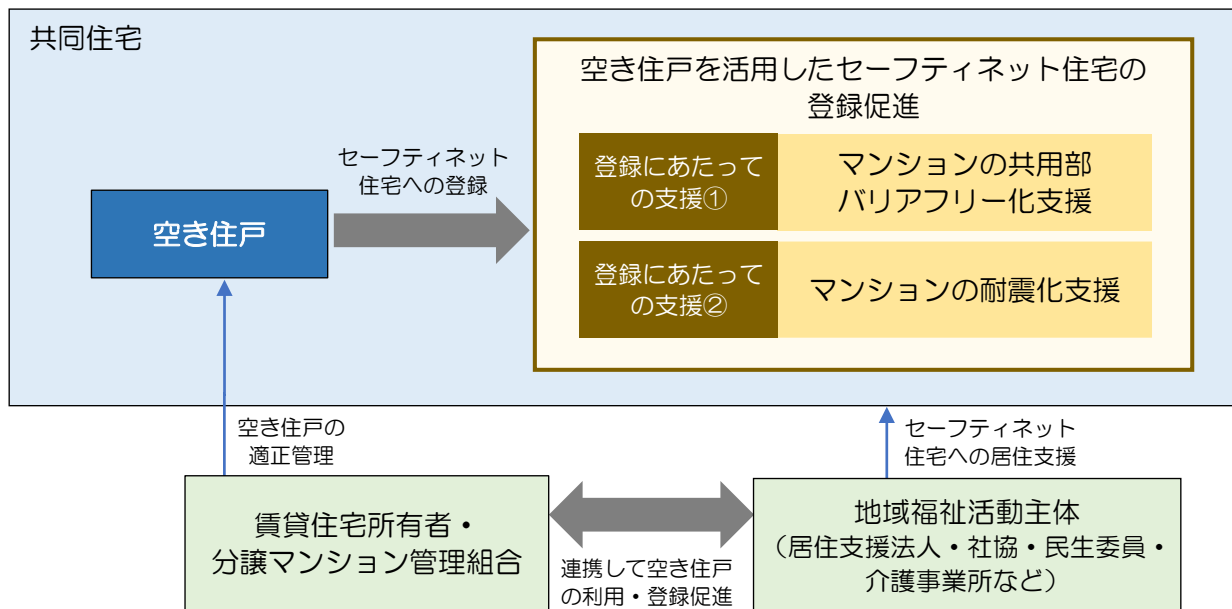 共同住宅
空き住戸を活用したセーフティネット住宅の
登録促進
セーフティネット
住宅への登録
空き住戸
登録にあたって
の支援①
マンションの共用部
バリアフリー化支援
登録にあたって
の支援②
マンションの耐震化支援
空き住戸の
適正管理
セーフティネット
住宅への居住支援
賃貸住宅所有者・
分譲マンション管理組合
連携して空き住戸
の利用・登録促進
地域福祉活動主体
（居住支援法人・社協・民生委員・
介護事業所など）